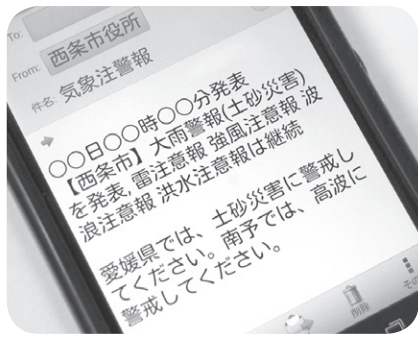 To:
From: 西条市役所
件名: 気象注警報
○○日○○時○○分発表
【西条市】大雨警報(土砂災害)
を発表,雷注意報 強風注意報 波
浪注意報 洪水注意報は継続
愛媛県では、土砂災害に警戒し
てください。南予では、高波に
警戒してください。
削除